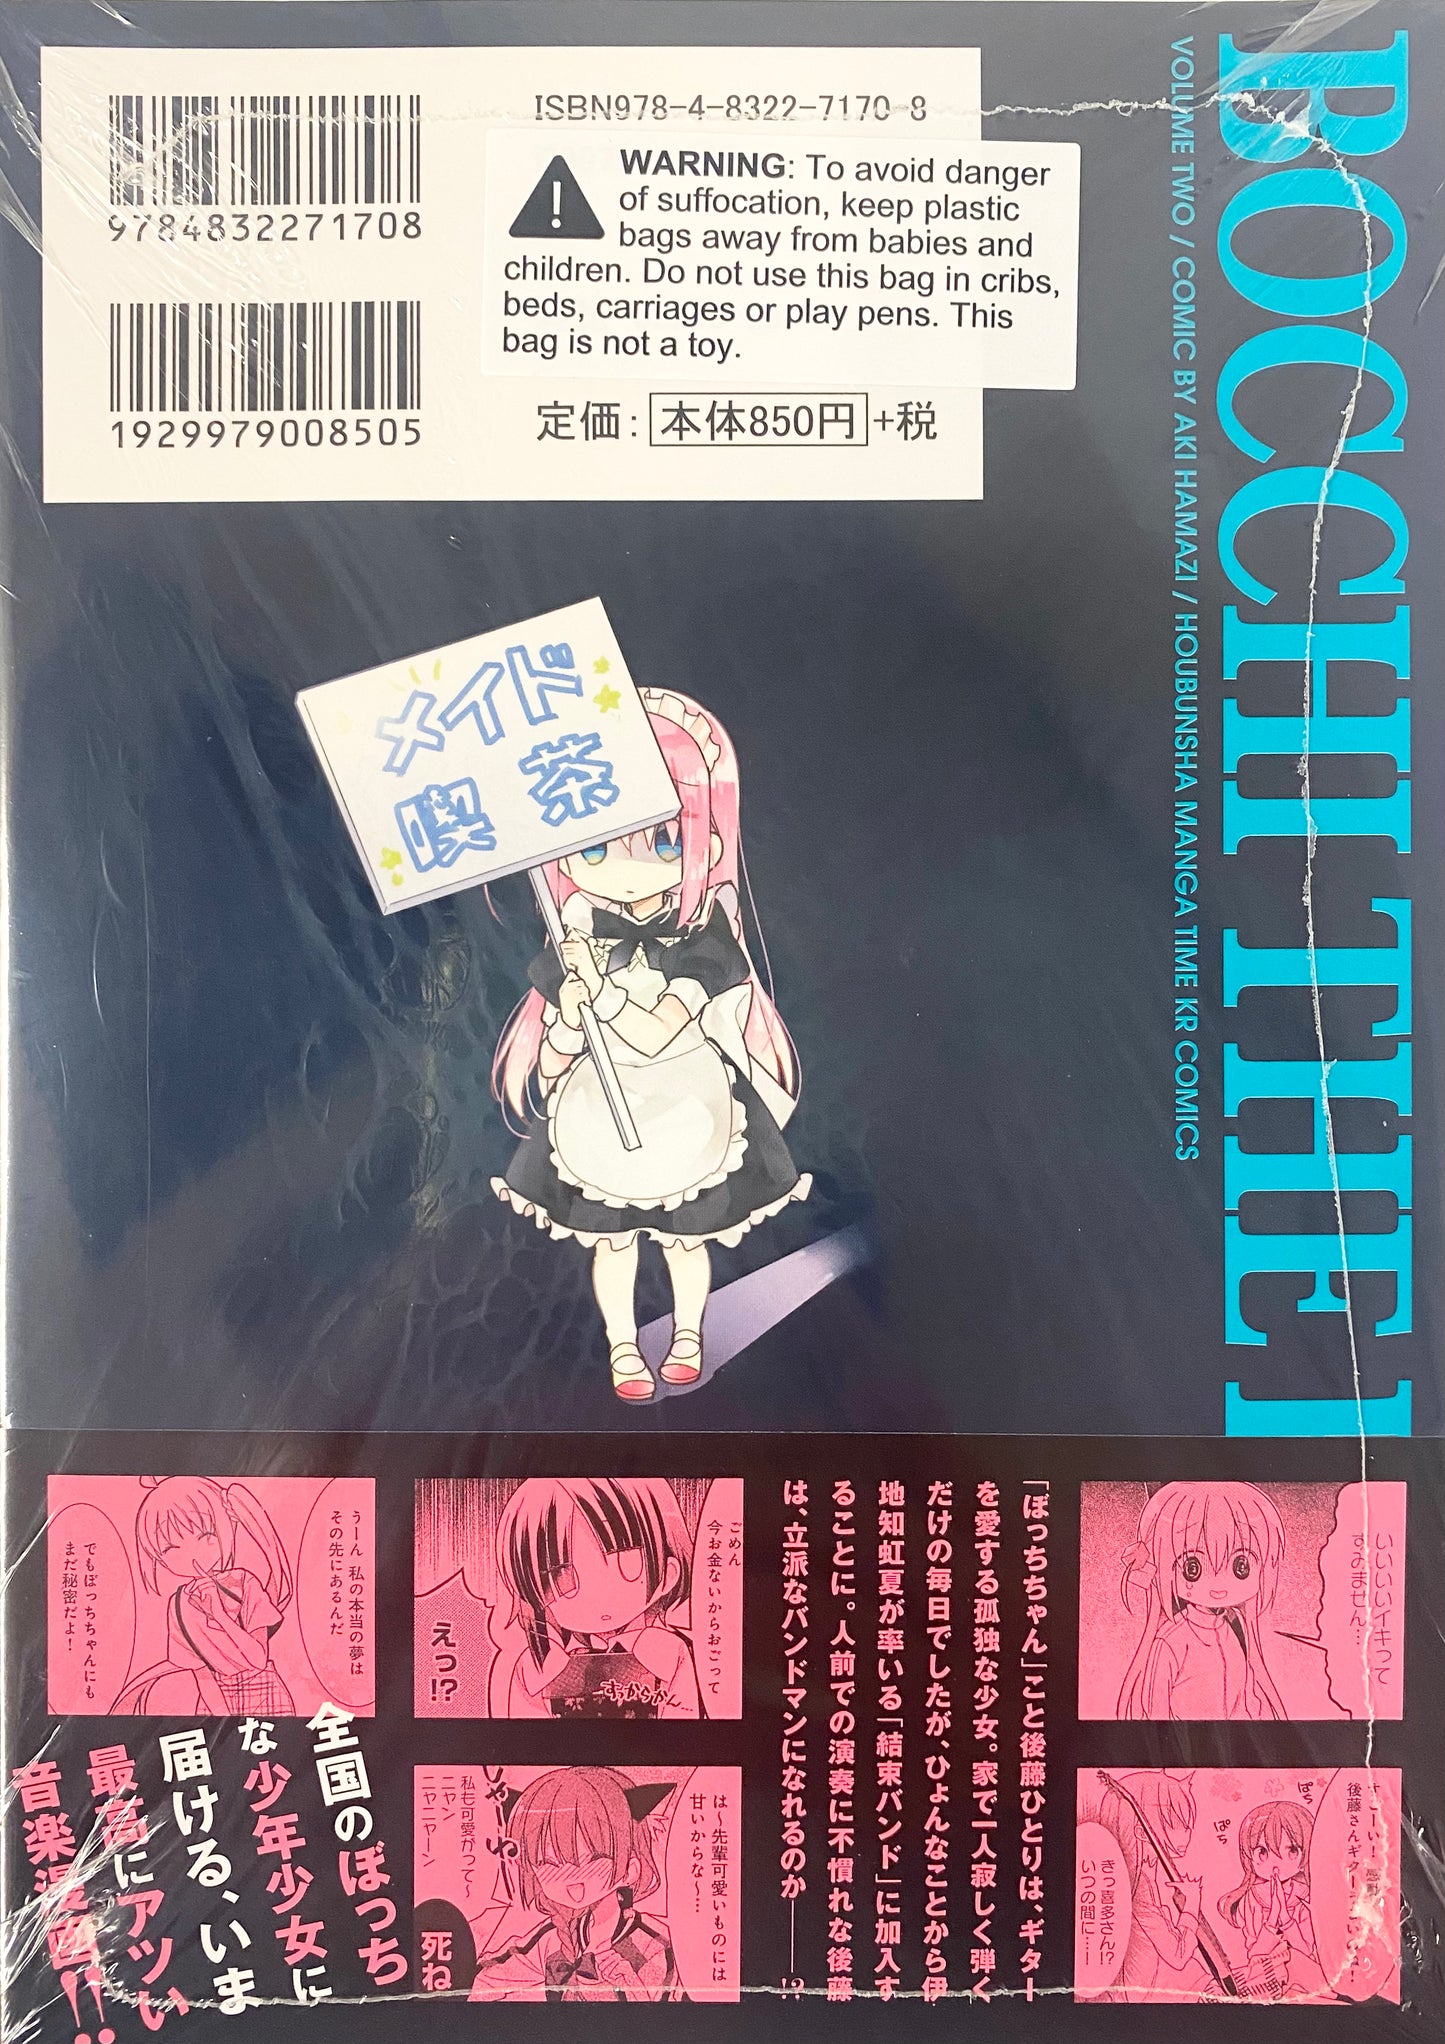 ISBN978-4-8322-7170-8
9784832271708
WARNING: To avoid danger
of suffocation, keep plastic
bags away from babies and
children. Do not use this bag in cribs,
beds, carriages or play pens. This
bag is not a toy.
1929979008505
定価: 本体850円+税
BOCCHI THE
VOLUME TWO / COMIC BY AKI HAMAZI / HOUBUNSHA MANGA TIME KR COMICS
メイド
喫茶
いいいいイキって
すみません…
すごーい!
後藤さんギター
ぱち
ぱち
きっ喜多さん!?
いつの間に…!
「ぼっちちゃん」こと後藤ひとりは、ギター
を愛する孤独な少女。家で一人寂しく弾く
だけの毎日でしたが、ひょんなことから伊
地知虹夏が率いる「結束バンド」に加入す
ることに。人前での演奏に不慣れな後藤
は、立派なバンドマンになれるのか――!?
ごめん
今お金ないからおごって
えっ!?
すっからかん
は〜先輩可愛いものには
甘いからな〜…
私も可愛がって〜
ニャン
ニャニャーン
死ね
うーん 私の本当の夢は
その先にあるんだ
でもぼっちちゃんにも
まだ秘密だよ!
全国のぼっち
な少年少女に
届ける、いま
最高にアツい
音楽漫画!!